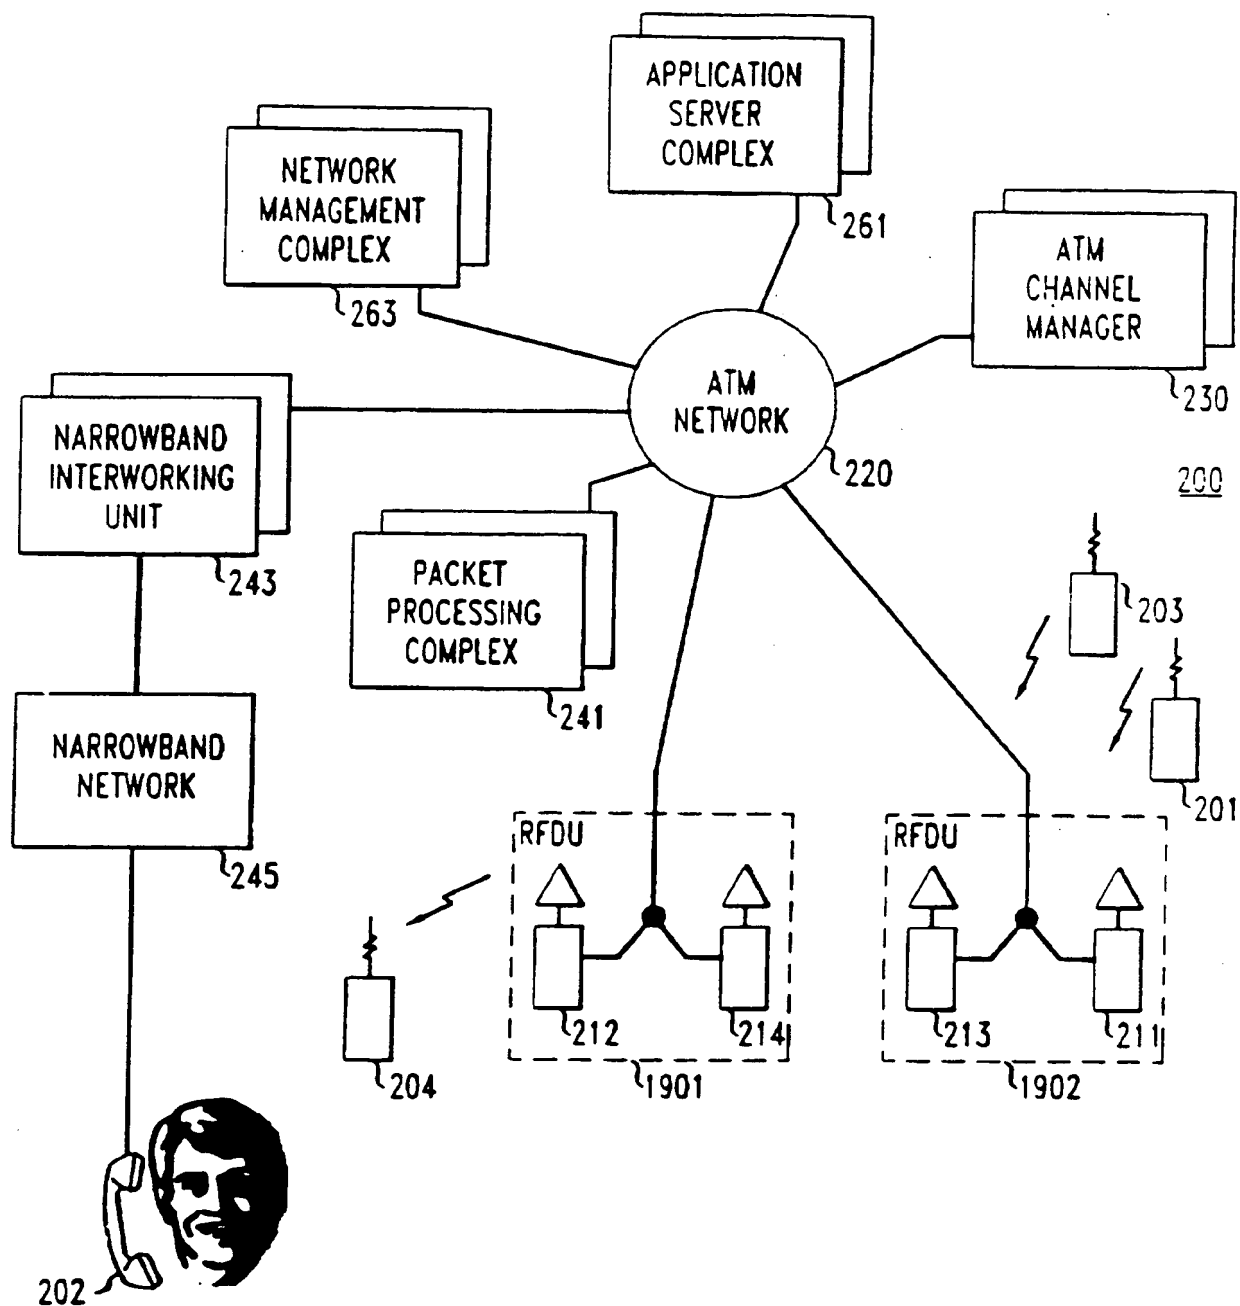 APPLICATION
SERVER
COMPLEX
261
NETWORK
MANAGEMENT
COMPLEX
263
ATM
CHANNEL
MANAGER
230
ATM
NETWORK
220
200
NARROWBAND
INTERWORKING
UNIT
243
PACKET
PROCESSING
COMPLEX
241
203
201
NARROWBAND
NETWORK
245
RFDU
212
214
1901
RFDU
213
211
1902
204
202